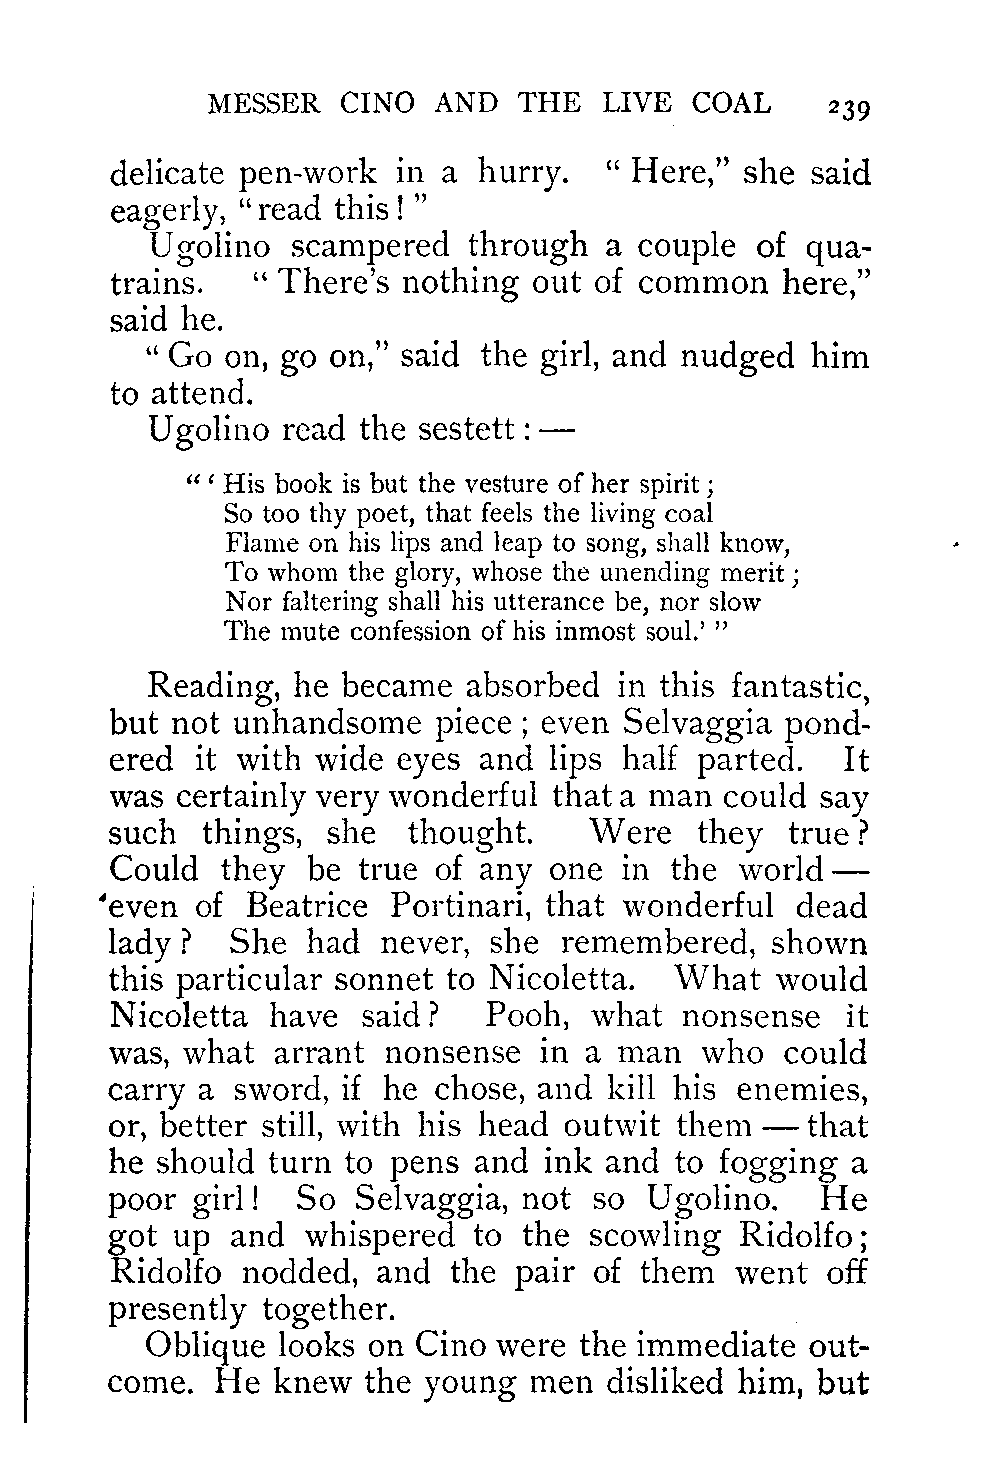 MESSER CINO AND THE LIVE COAL 239
delicate pen-work in a hurry. " Here," she said
eagerly, "read this! "
Ugolino scampered through a couple of qua-
trains. " There's nothing out of common here,"
said he.
" Go on, go on," said the girl, and nudged him
to attend.
Ugolino read the sestett : —
" ' His book is but the vesture of her spirit ;
So too thy poet, that feels the living coal
Flame on his lips and leap to song, shall know,
To whom the glory, whose the unending merit ;
Nor faltering shall his utterance be, nor slow
The mute confession of his inmost soul.' "
Reading, he became absorbed in this fantastic,
but not unhandsome piece ; even Selvaggia pond-
ered it with wide eyes and lips half parted. It
was certainly very wonderful that a man could say
such things, she thought. Were they true ?
Could they be true of any one in the world —
even of Beatrice Portinari, that wonderful dead
lady ? She had never, she remembered, shown
this particular sonnet to Nicoletta. What would
Nicoletta have said ? Pooh, what nonsense it
was, what arrant nonsense in a man who could
carry a sword, if he chose, and kill his enemies,
or, better still, with his head outwit them — that
he should turn to pens and ink and to fogging a
poor girl ! So Selvaggia, not so Ugolino. He
got up and whispered to the scowling Ridolfo ;
Ridolfo nodded, and the pair of them went off
presently together.
Oblique looks on Cino were the immediate out-
come. He knew the young men disliked him, but